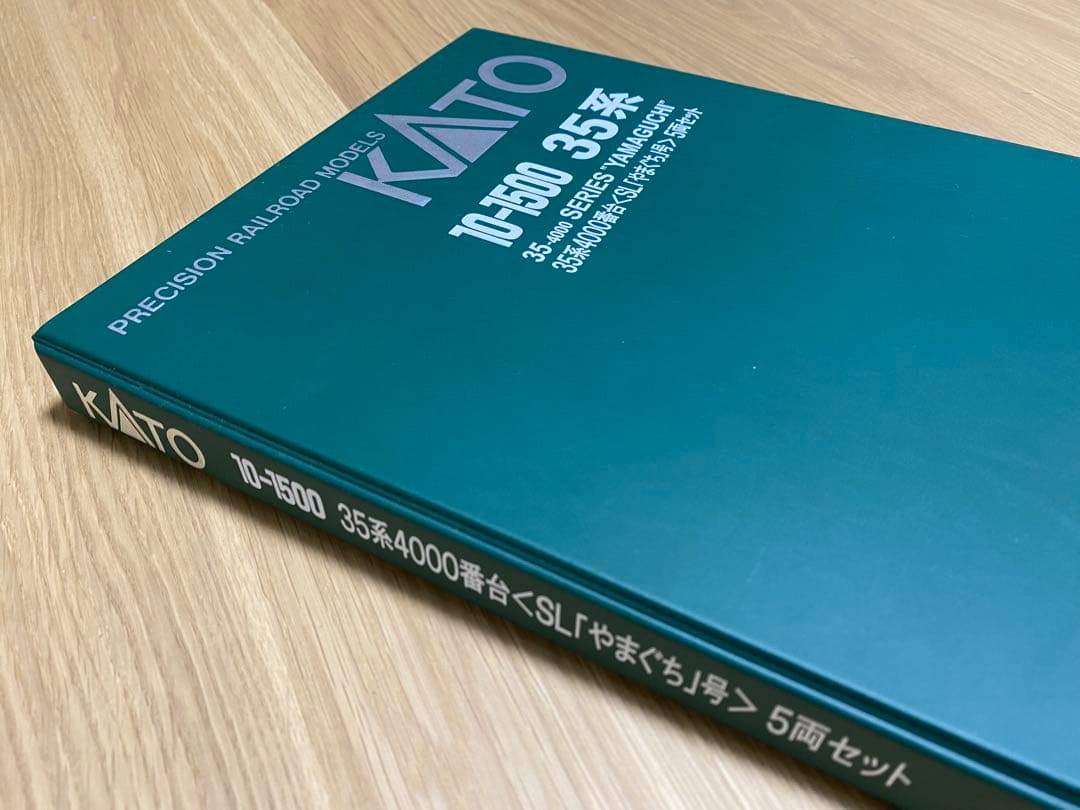 PRECISION RAILROAD MODELS
KATO
10-1500 35系
35-4000 SERIES "YAMAGUCHI"
35系4000番台<SL「やまぐち」号>5両セット
KATO 10-1500 35系4000番台<SL「やまぐち」号> 5両セット